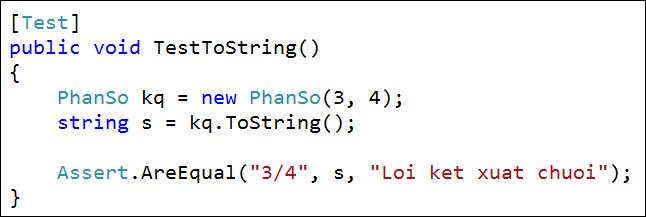 [Test]
public void TestToString()
{
    PhanSo kq = new PhanSo(3, 4);
    string s = kq.ToString();

    Assert.AreEqual("3/4", s, "Loi ket xuat chuoi");
}